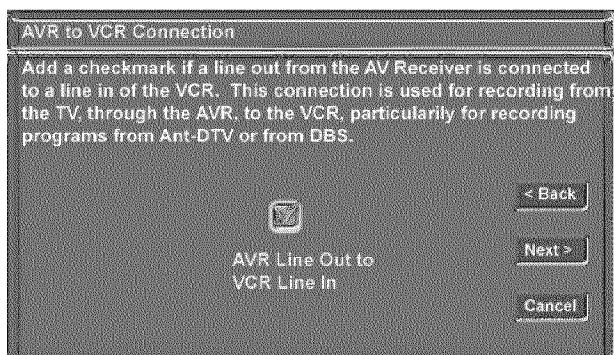 AVR to VCR Connection
Add a checkmark if a line out from the AV Receiver is connected
to a line in of the VCR. This connection is used for recording from
the TV, through the AVR, to the VCR, particularily for recording
programs from Ant-DTV or from DBS.
< Back
AVR Line Out to
VCR Line In
Next >
Cancel